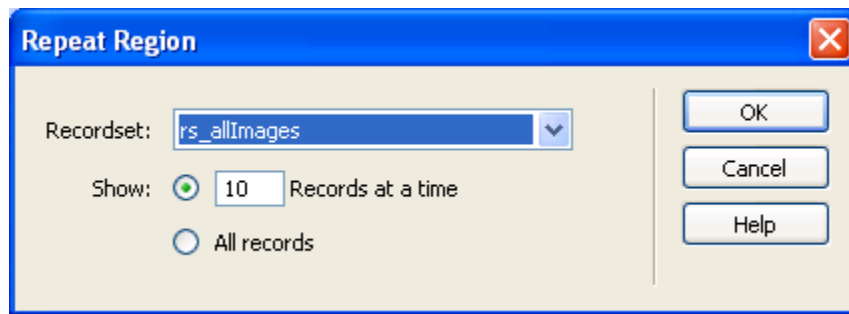 Repeat Region
Recordset: rs_allImages
Show: 10 Records at a time
All records
OK
Cancel
Help